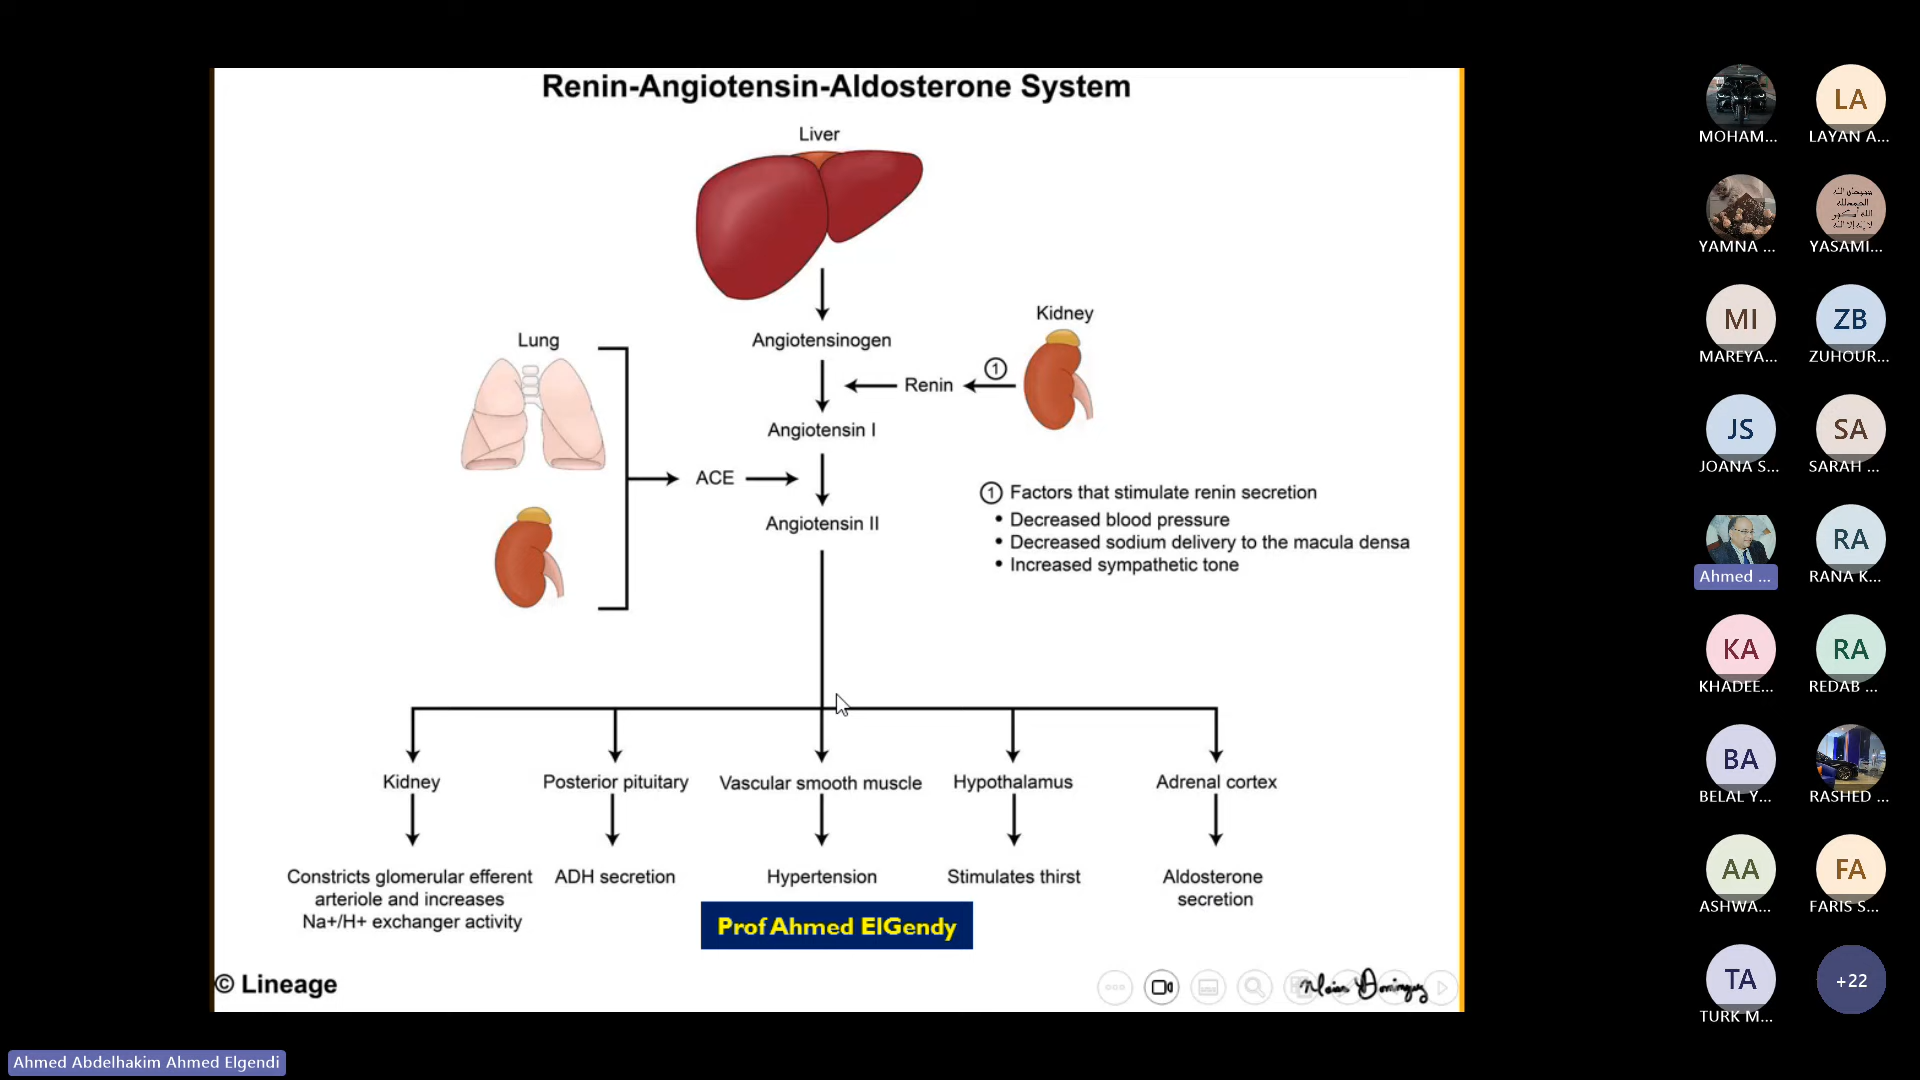 Renin-Angiotensin-Aldosterone System
Liver
Angiotensinogen
Kidney
Lung
Renin
1
Angiotensin I
ACE
Angiotensin II
1 Factors that stimulate renin secretion
• Decreased blood pressure
• Decreased sodium delivery to the macula densa
• Increased sympathetic tone
Kidney
Posterior pituitary
Vascular smooth muscle
Hypothalamus
Adrenal cortex
Constricts glomerular efferent
arteriole and increases
Na+/H+ exchanger activity
ADH secretion
Hypertension
Stimulates thirst
Aldosterone
secretion
Prof Ahmed ElGendy
© Lineage
Ahmed Abdelhakim Ahmed Elgendi
MOHAM...
LA
LAYAN A...
YAMNA ...
YASAMI...
MI
MAREYA...
ZB
ZUHOUR...
JS
JOANA S...
SA
SARAH ...
Ahmed ...
RA
RANA K...
KA
KHADEE...
RA
REDAB ...
BA
BELAL Y...
RASHED ...
AA
ASHWA...
FA
FARIS S...
TA
TURK M...
+22